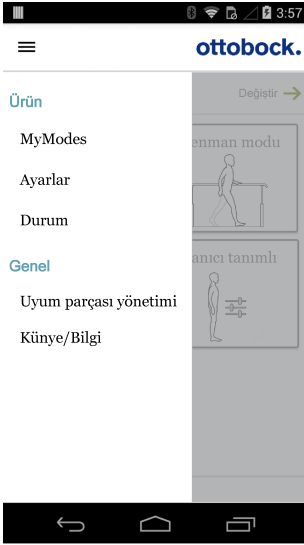 3:57
ottobock.
Ürün
MyModes
Ayarlar
Durum
Genel
Uyum parçası yönetimi
Künye/Bilgi
Değiştir
enman modu
anıcı tanımlı